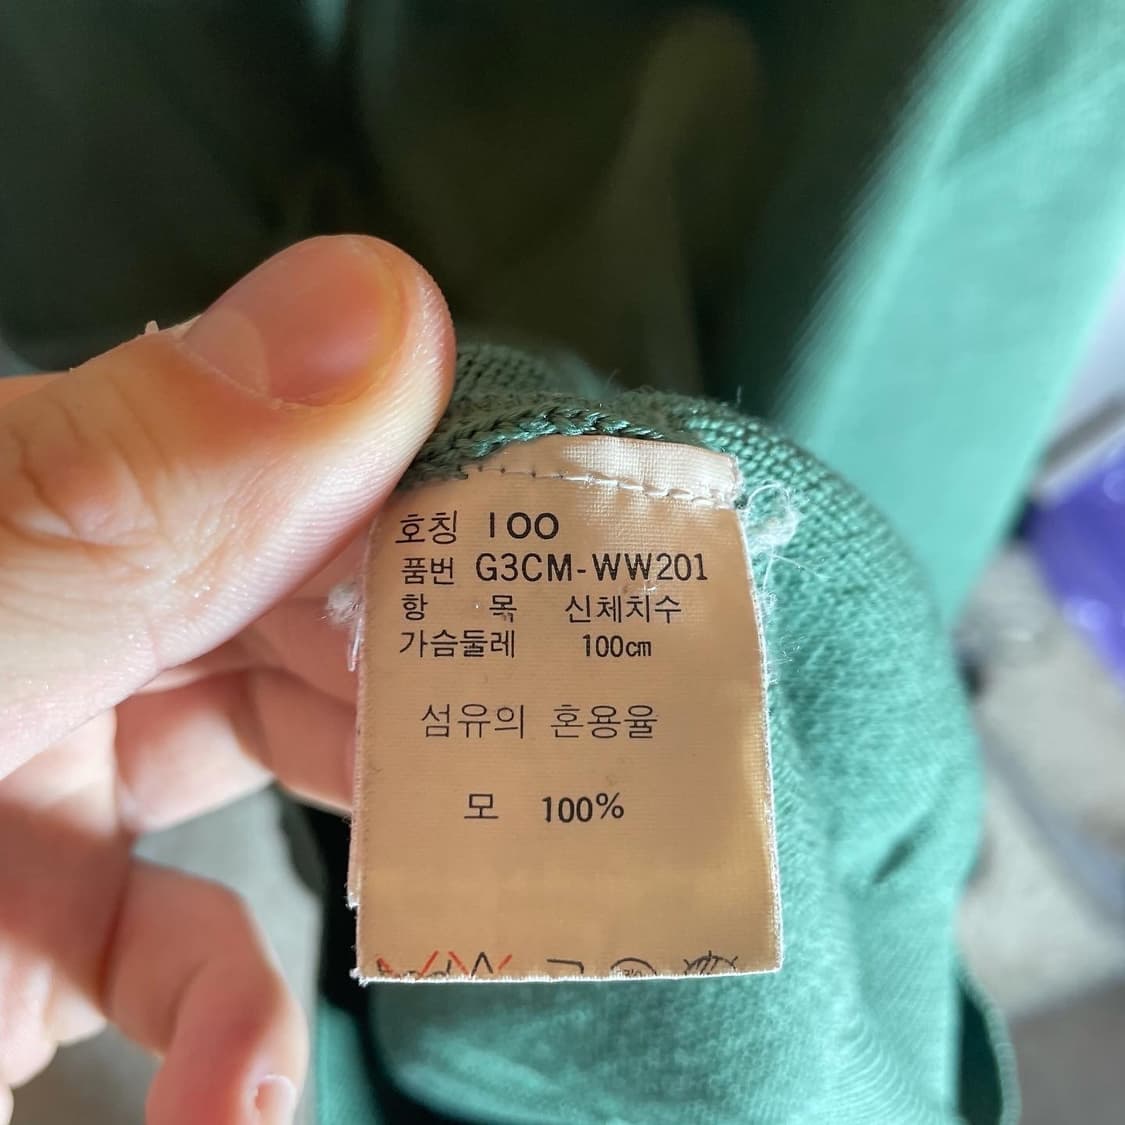 호칭 100
품번 G3CM-WW201
항 목 신체치수
가슴둘레 100cm
섬유의 혼용율
모 100%